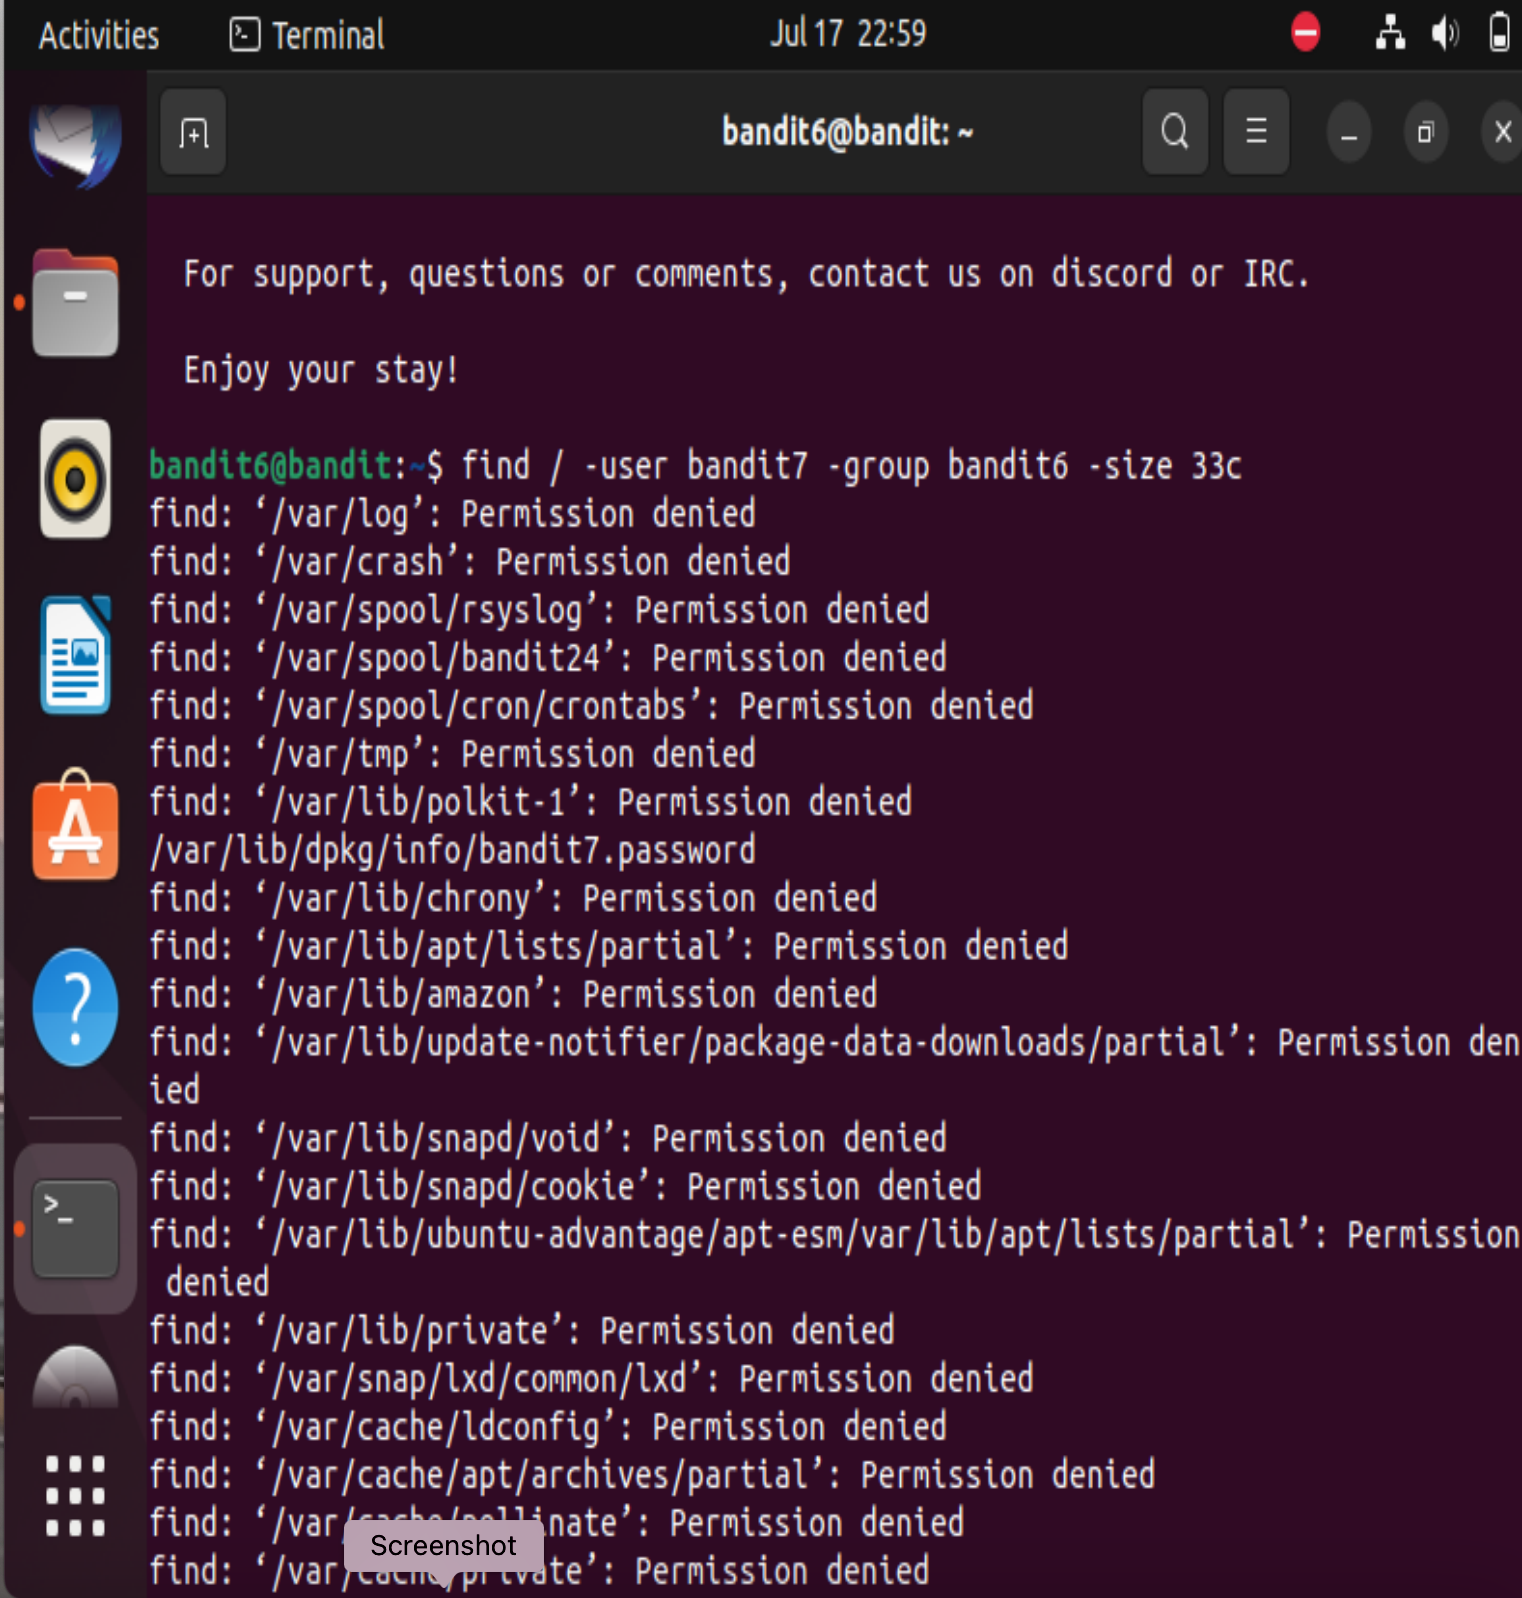 Activities Terminal Jul 17 22:59
bandit6@bandit: ~
For support, questions or comments, contact us on discord or IRC.
Enjoy your stay!
bandit6@bandit:~$ find / -user bandit7 -group bandit6 -size 33c
find: ‘/var/log’: Permission denied
find: ‘/var/crash’: Permission denied
find: ‘/var/spool/rsyslog’: Permission denied
find: ‘/var/spool/bandit24’: Permission denied
find: ‘/var/spool/cron/crontabs’: Permission denied
find: ‘/var/tmp’: Permission denied
find: ‘/var/lib/polkit-1’: Permission denied
/var/lib/dpkg/info/bandit7.password
find: ‘/var/lib/chrony’: Permission denied
find: ‘/var/lib/apt/lists/partial’: Permission denied
find: ‘/var/lib/amazon’: Permission denied
find: ‘/var/lib/update-notifier/package-data-downloads/partial’: Permission den
ied
find: ‘/var/lib/snapd/void’: Permission denied
find: ‘/var/lib/snapd/cookie’: Permission denied
find: ‘/var/lib/ubuntu-advantage/apt-esm/var/lib/apt/lists/partial’: Permission
denied
find: ‘/var/lib/private’: Permission denied
find: ‘/var/snap/lxd/common/lxd’: Permission denied
find: ‘/var/cache/ldconfig’: Permission denied
find: ‘/var/cache/apt/archives/partial’: Permission denied
find: ‘/var/cache/pollinate’: Permission denied
Screenshot
find: ‘/var/cache/private’: Permission denied